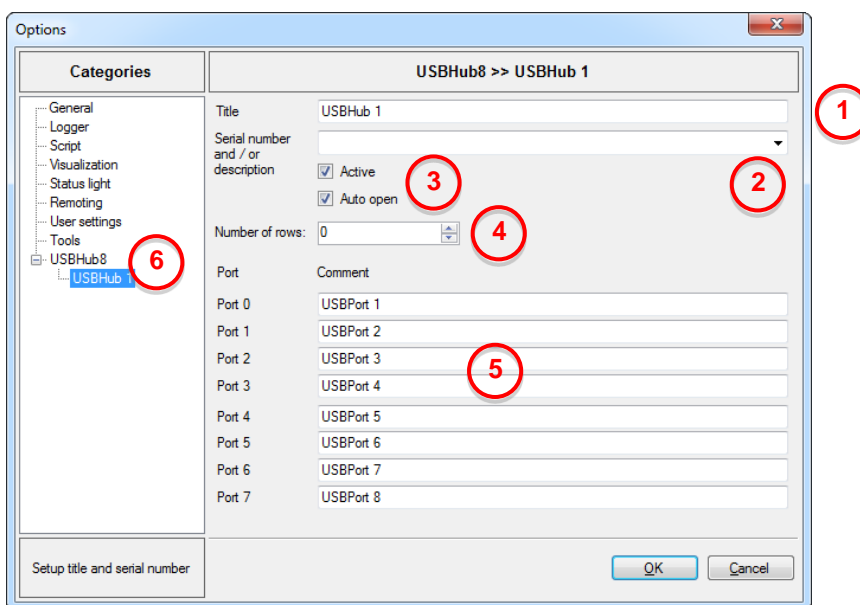 Options
Categories
USBHub8 >> USBHub 1
General
Logger
Script
Visualization
Status light
Remoting
User settings
Tools
USBHub8
USBHub 1
6
Title
USBHub 1
1
Serial number
and / or
description
2
Active
Auto open
3
Number of rows:
0
4
Port
Comment
Port 0
USBPort 1
Port 1
USBPort 2
Port 2
USBPort 3
Port 3
USBPort 4
5
Port 4
USBPort 5
Port 5
USBPort 6
Port 6
USBPort 7
Port 7
USBPort 8
Setup title and serial number
OK
Cancel